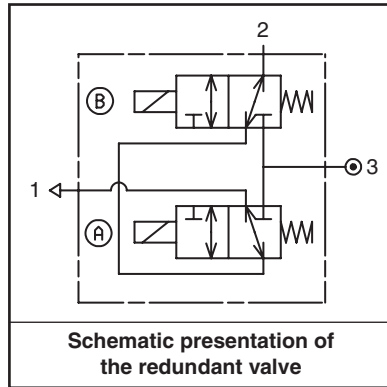 2
B
3
1
A
Schematic presentation of
the redundant valve